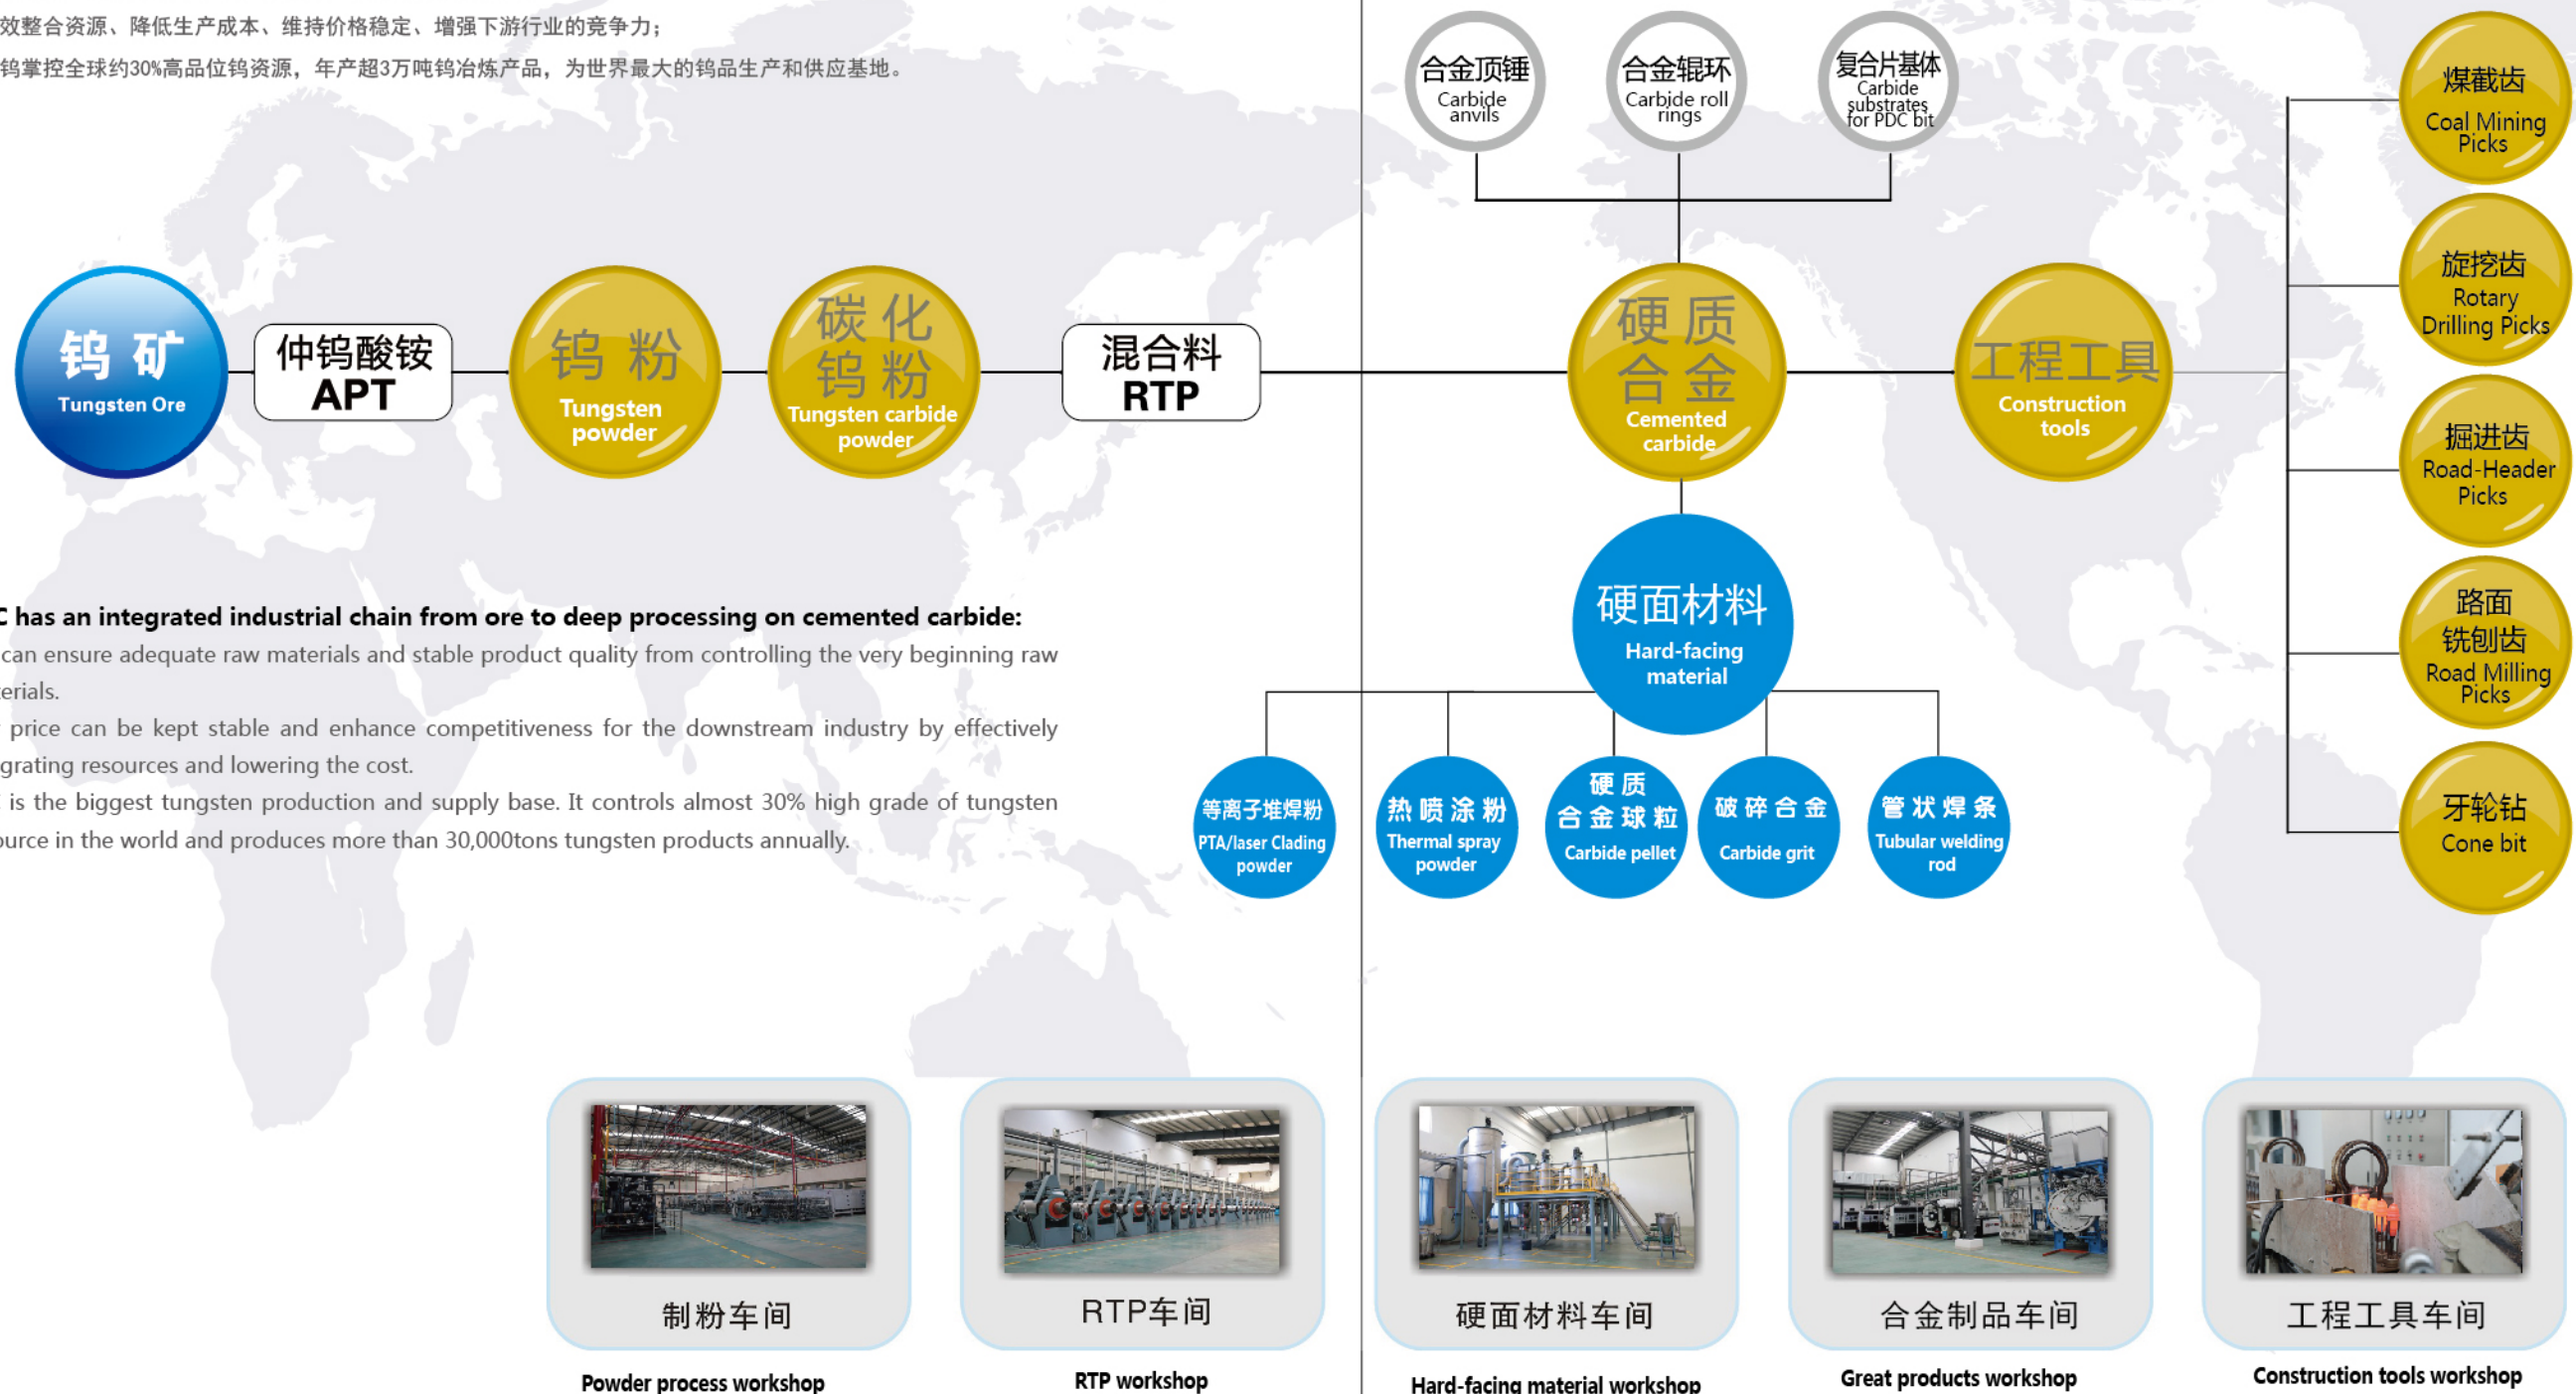 效整合资源、降低生产成本、维持价格稳定、增强下游行业的竞争力；
钨掌控全球约30%高品位钨资源，年产超3万吨钨冶炼产品，为世界最大的钨品生产和供应基地。
合金顶锤
Carbide
anvils
合金辊环
Carbide roll
rings
复合片基体
Carbide
substrates
for PDC bit
钨 矿
Tungsten Ore
仲钨酸铵
APT
钨 粉
Tungsten
powder
碳 化
钨 粉
Tungsten carbide
powder
混合料
RTP
硬 质
合 金
Cemented
carbide
工程工具
Construction
tools
煤截齿
Coal Mining
Picks
旋挖齿
Rotary
Drilling Picks
掘进齿
Road-Header
Picks
路面
铣刨齿
Road Milling
Picks
牙轮钻
Cone bit
硬面材料
Hard-facing
material
等离子堆焊粉
PTA/laser Clading
powder
热喷涂粉
Thermal spray
powder
硬 质
合金球粒
Carbide pellet
破碎合金
Carbide grit
管状焊条
Tubular welding
rod
C has an integrated industrial chain from ore to deep processing on cemented carbide:
can ensure adequate raw materials and stable product quality from controlling the very beginning raw
erials.
price can be kept stable and enhance competitiveness for the downstream industry by effectively
grating resources and lowering the cost.
is the biggest tungsten production and supply base. It controls almost 30% high grade of tungsten
ource in the world and produces more than 30,000tons tungsten products annually.
制粉车间
Powder process workshop
RTP车间
RTP workshop
硬面材料车间
Hard-facing material workshop
合金制品车间
Great products workshop
工程工具车间
Construction tools workshop